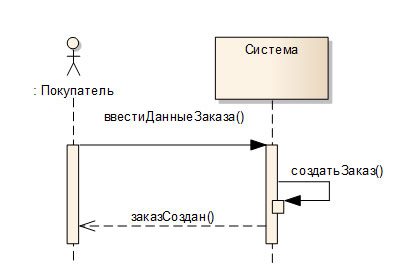 Система
: Покупатель
ввестиДанныеЗаказа()
создатьЗаказ()
заказСоздан()